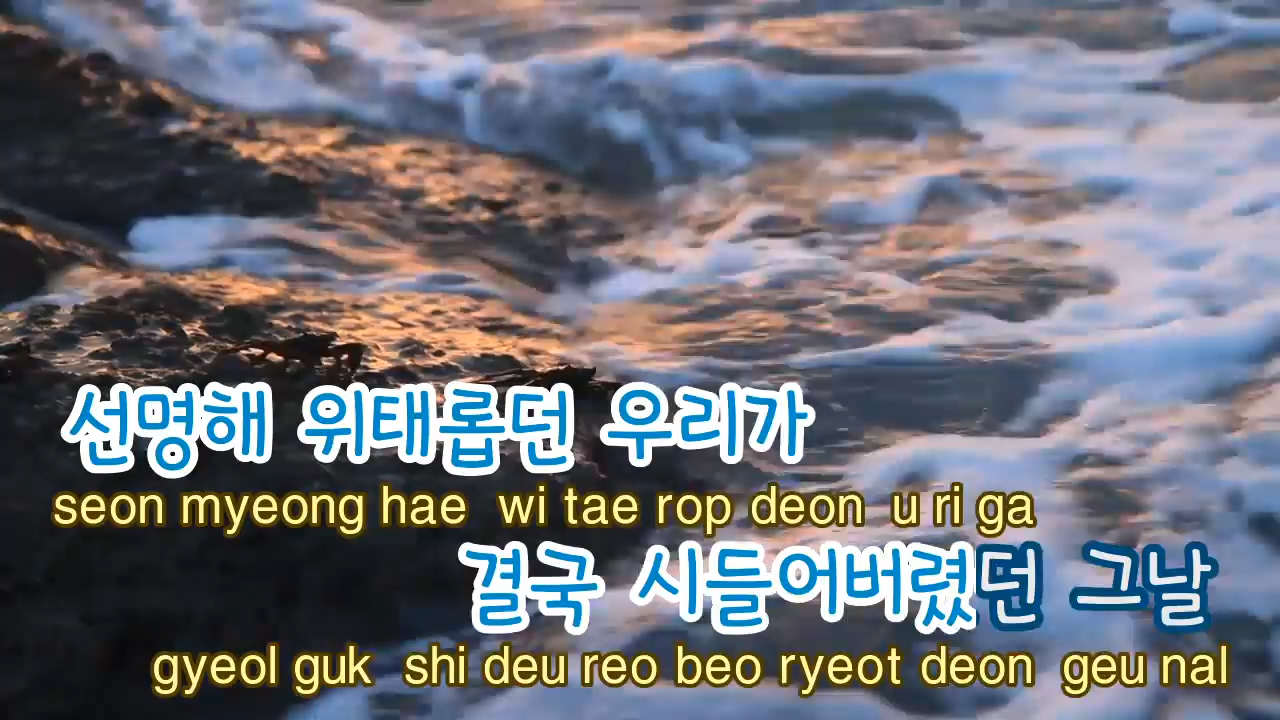 선명해 위태롭던 우리가
seon myeong hae wi tae rop deon u ri ga
결국 시들어버렸던 그날
gyeol guk shi deu reo beo ryeot deon geu nal